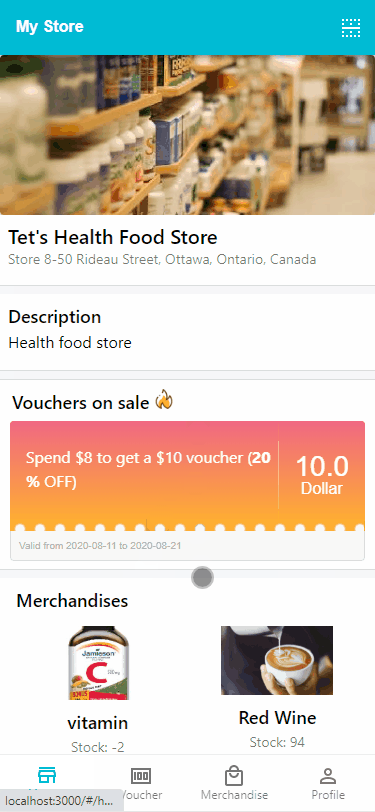 My Store
Tet's Health Food Store
Store 8-50 Rideau Street, Ottawa, Ontario, Canada
Description
Health food store
Vouchers on sale
Spend $8 to get a $10 voucher (20
% OFF)
10.0
Dollar
Valid from 2020-08-11 to 2020-08-21
Merchandises
JAMIESON
C
vitamin
Stock: -2
Red Wine
Stock: 94
Voucher
Merchandise
Profile
localhost:3000/#/h...